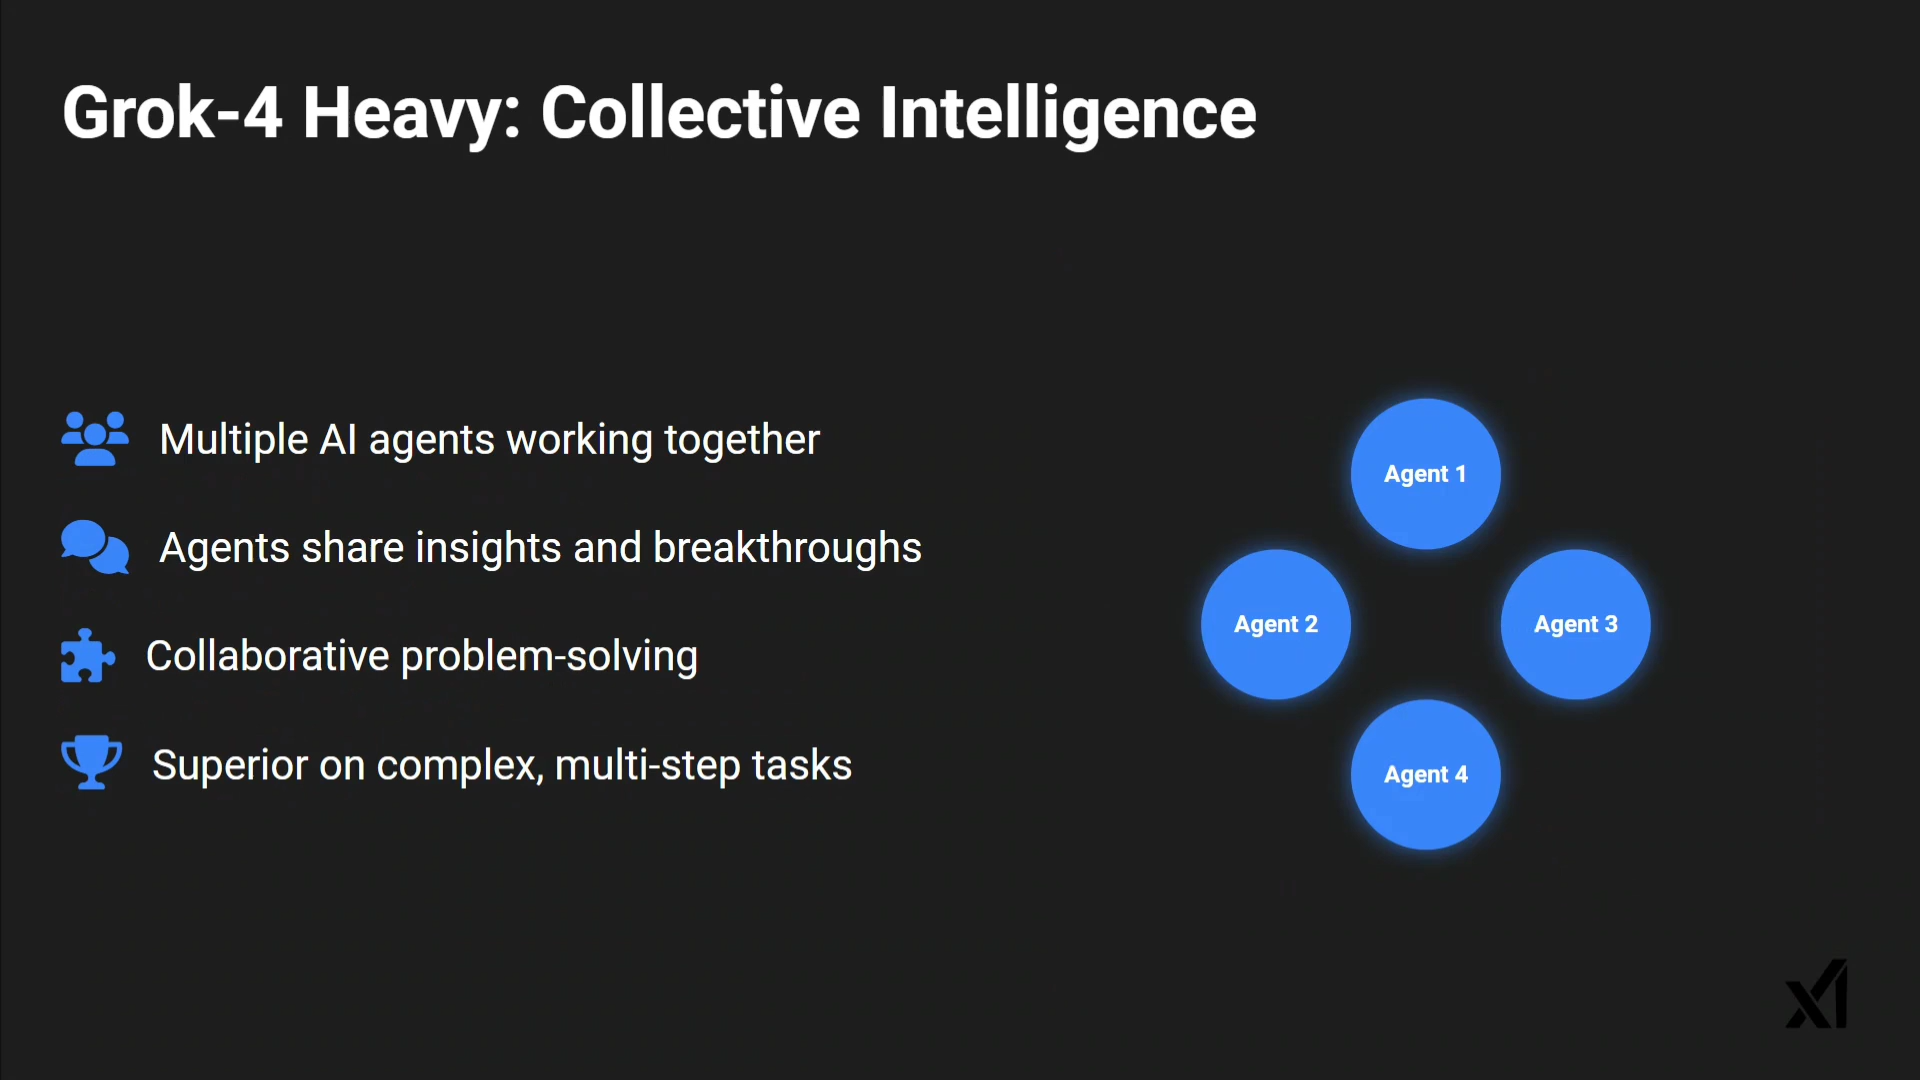 Grok-4 Heavy: Collective Intelligence
Multiple AI agents working together
Agents share insights and breakthroughs
Collaborative problem-solving
Superior on complex, multi-step tasks
Agent 1
Agent 2
Agent 3
Agent 4
xI